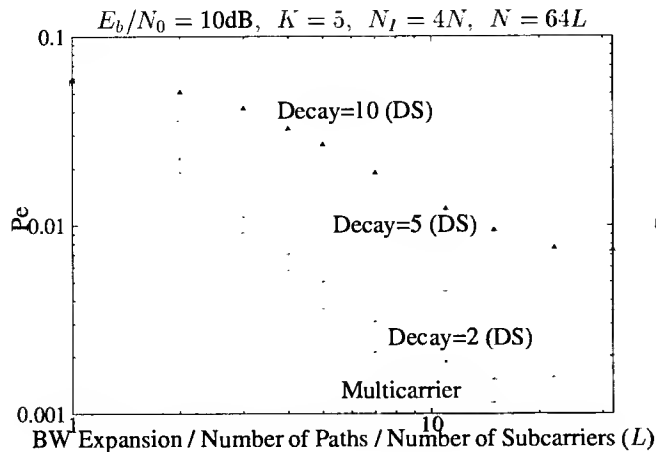 E_b/N_0 = 10dB, K = 5, N_I = 4N, N = 64L
0.1
Decay=10 (DS)
Pe
0.01
Decay=5 (DS)
Decay=2 (DS)
Multicarrier
0.001
1
10
BW Expansion / Number of Paths / Number of Subcarriers (L)